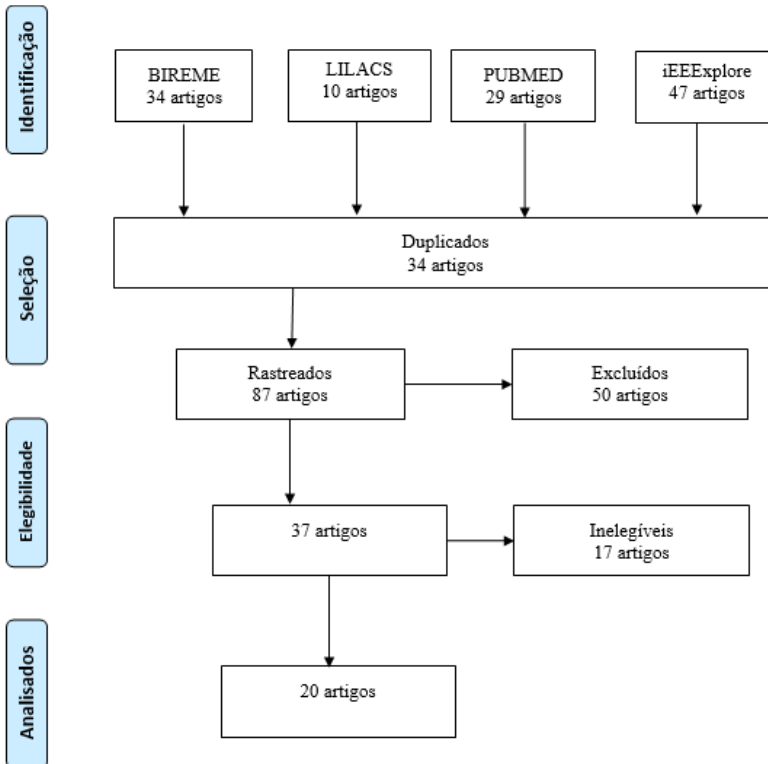 Identificação
BIREME
34 artigos
LILACS
10 artigos
PUBMED
29 artigos
iEEExplore
47 artigos
Seleção
Duplicados
34 artigos
Rastreados
87 artigos
Excluídos
50 artigos
Elegibilidade
37 artigos
Inelegíveis
17 artigos
Analisados
20 artigos